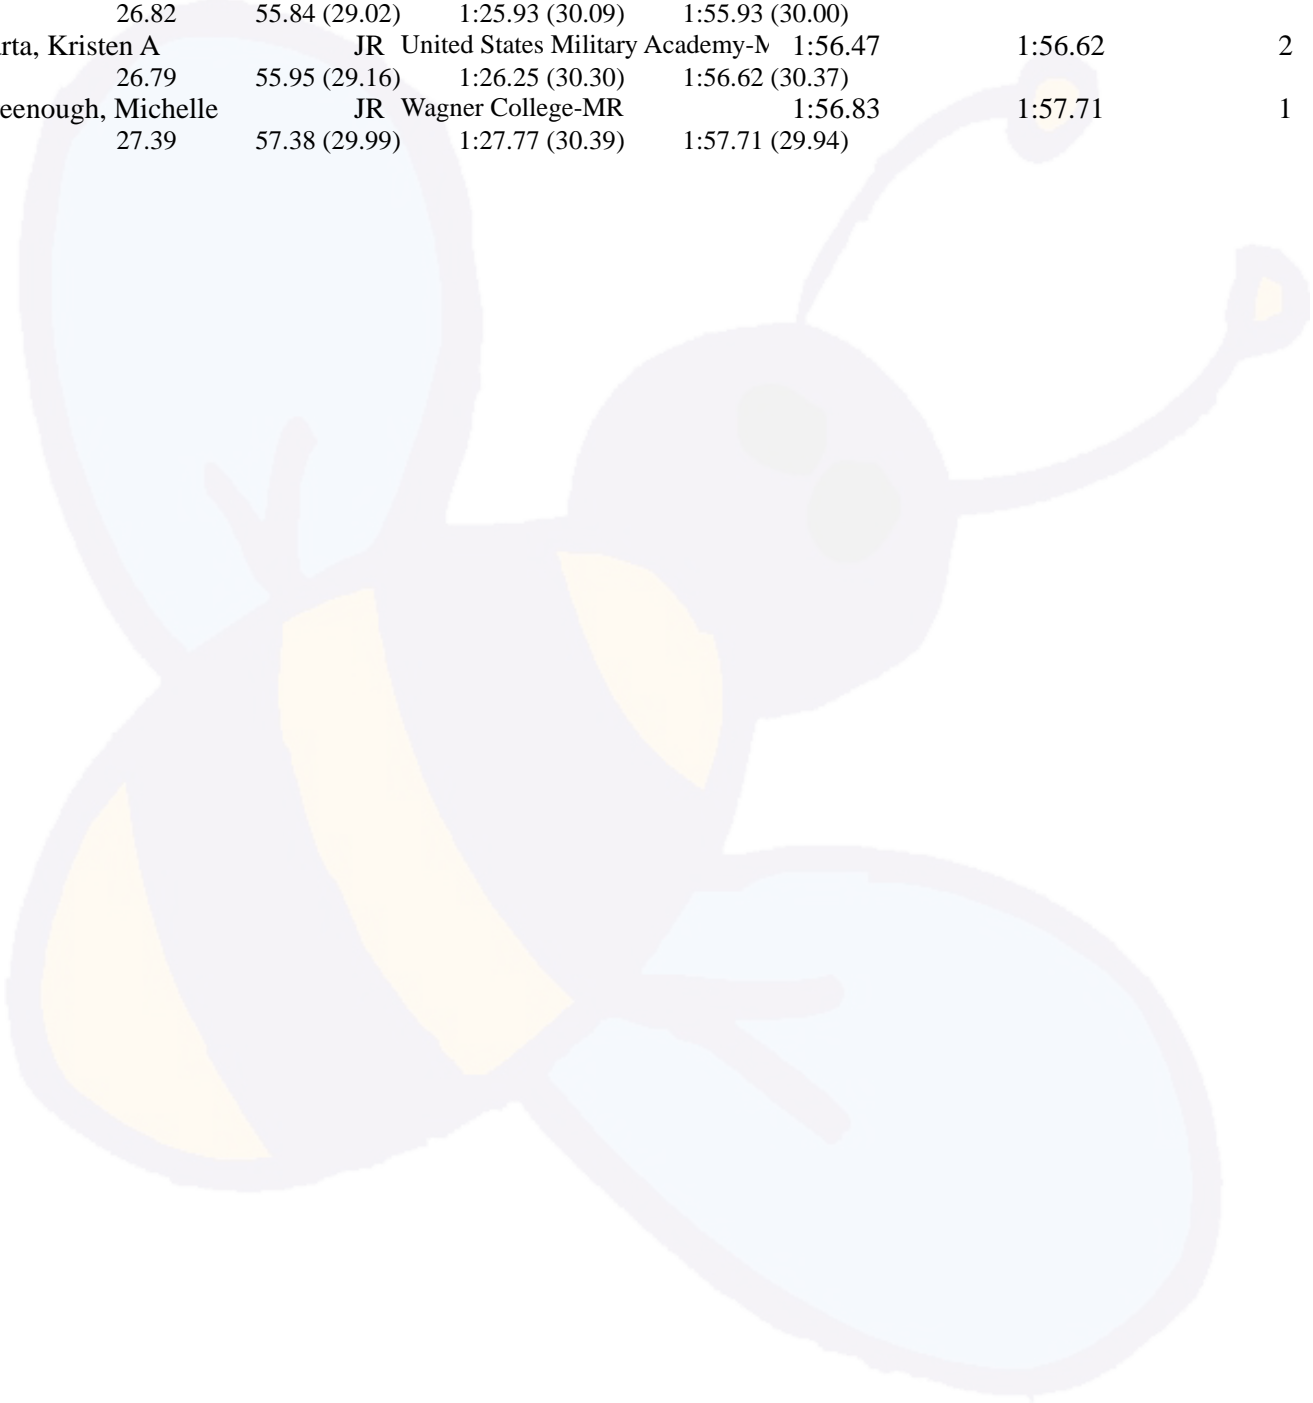 26.82 55.84 (29.02) 1:25.93 (30.09) 1:55.93 (30.00)
rta, Kristen A JR United States Military Academy-M 1:56.47 1:56.62 2
26.79 55.95 (29.16) 1:26.25 (30.30) 1:56.62 (30.37)
eenough, Michelle JR Wagner College-MR 1:56.83 1:57.71 1
27.39 57.38 (29.99) 1:27.77 (30.39) 1:57.71 (29.94)